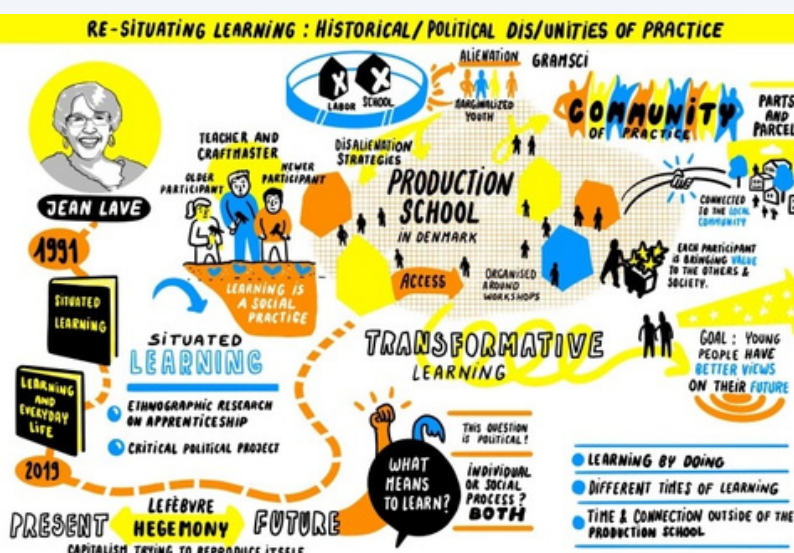 RE-SITUATING LEARNING : HISTORICAL/ POLITICAL DIS/UNITIES OF PRACTICE
JEAN LAVE
1991
SITUATED
LEARNING
LEARNING
AND
EVERYDAY
LIFE
2019
TEACHER AND
CRAFTMASTER
OLDER
PARTICIPANT
NEWER
PARTICIPANT
LEARNING IS
A SOCIAL
PRACTICE
SITUATED
LEARNING
ETHNOGRAPHIC RESEARCH
ON APPRENTICESHIP
CRITICAL POLITICAL PROJECT
LABOR
SCHOOL
ALIENATION
GRAMSCI
MARGINALIZED
YOUTH
DISALIENATION
STRATEGIES
PRODUCTION
SCHOOL
IN DENMARK
ACCESS
ORGANISED
AROUND
WORKSHOPS
COMMUNITY
OF PRACTICE
PARTS
AND
PARCEL
CONNECTED
TO THE LOCAL
COMMUNITY
EACH PARTICIPANT
IS BRINGING VALUE
TO THE OTHERS &
SOCIETY.
TRANSFORMATIVE
LEARNING
GOAL : YOUNG
PEOPLE HAVE
BETTER VIEWS
ON THEIR FUTURE
WHAT
MEANS
TO LEARN?
THIS QUESTION
IS POLITICAL!
INDIVIDUAL
OR SOCIAL
PROCESS?
BOTH
LEARNING BY DOING
DIFFERENT TIMES OF LEARNING
TIME & CONNECTION OUTSIDE OF THE
PRODUCTION SCHOOL
LEFÈBVRE
PRESENT HEGEMONY FUTURE
CAPITALISM TRYING TO REPRODUCE ITSELF